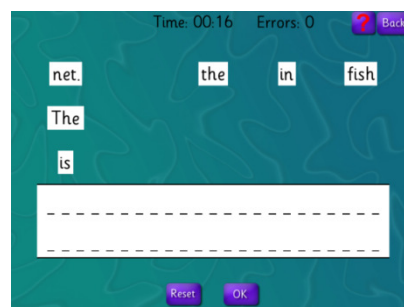 Time: 00:16 Errors: 0 ? Back
net. the in fish
The
is
Reset OK